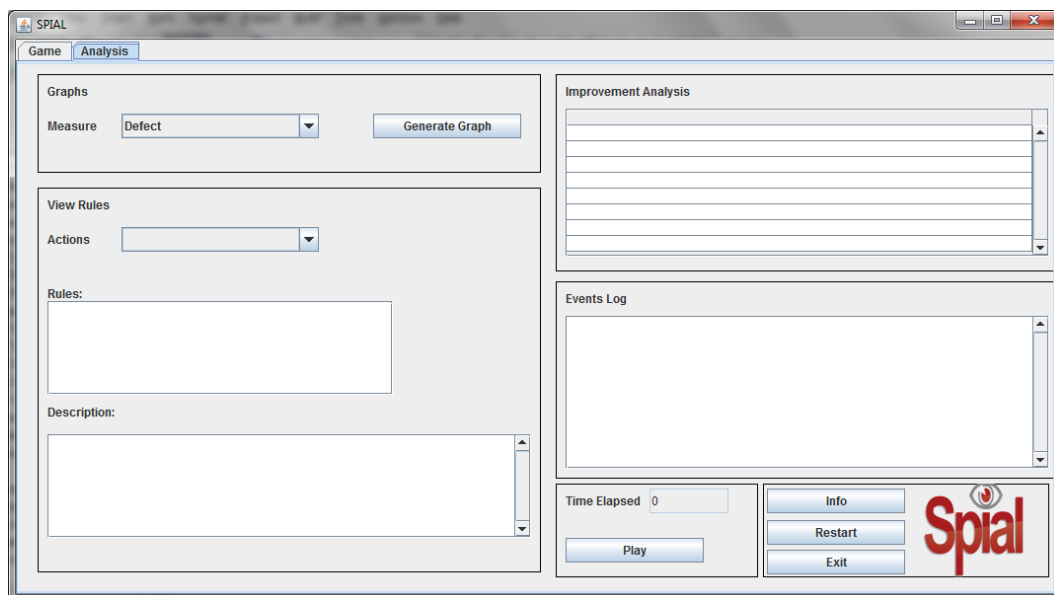 SPIAL
Game Analysis
Graphs
Measure Defect Generate Graph
View Rules
Actions
Rules:
Description:
Improvement Analysis
Events Log
Time Elapsed 0
Play
Info
Restart
Exit
Spial